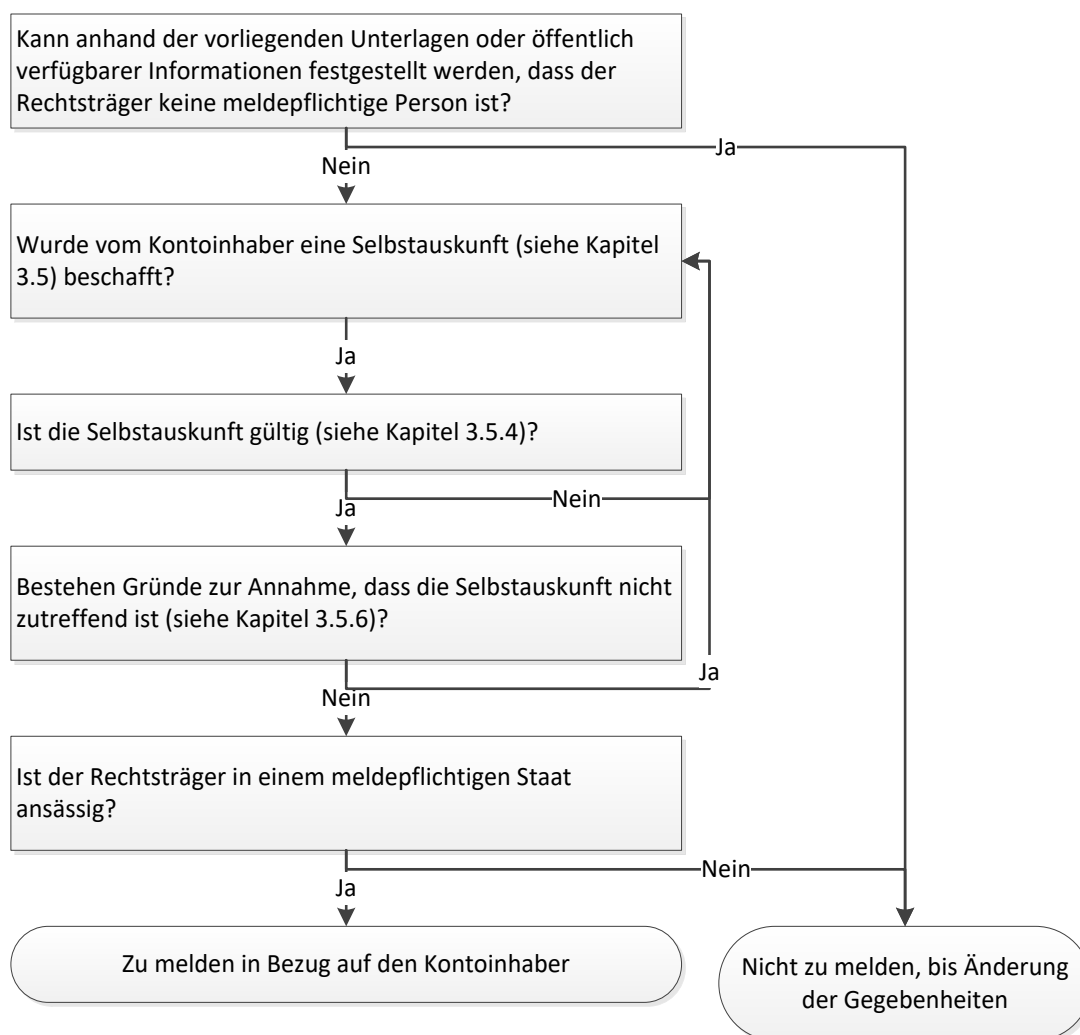 Kann anhand der vorliegenden Unterlagen oder öffentlich
verfügbarer Informationen festgestellt werden, dass der
Rechtsträger keine meldepflichtige Person ist?
Ja
Nein
Wurde vom Kontoinhaber eine Selbstauskunft (siehe Kapitel
3.5) beschafft?
Ja
Ist die Selbstauskunft gültig (siehe Kapitel 3.5.4)?
Nein
Ja
Bestehen Gründe zur Annahme, dass die Selbstauskunft nicht
zutreffend ist (siehe Kapitel 3.5.6)?
Ja
Nein
Ist der Rechtsträger in einem meldepflichtigen Staat
ansässig?
Nein
Ja
Zu melden in Bezug auf den Kontoinhaber
Nicht zu melden, bis Änderung
der Gegebenheiten